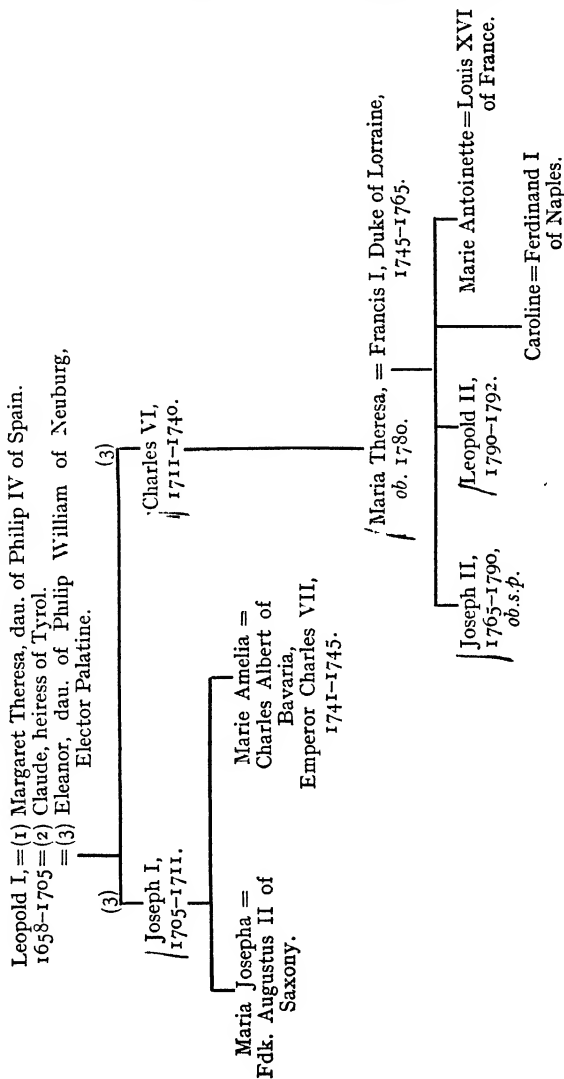 Leopold I, =(1) Margaret Theresa, dau. of Philip IV of Spain.
1658–1705 =(2) Claude, heiress of Tyrol.
=(3) Eleanor, dau. of Philip William of Neuburg,
Elector Palatine.
(3)
(3)
Joseph I,
1705–1711.
Charles VI,
1711–1740.
Maria Josepha =
Fdk. Augustus II of
Saxony.
Marie Amelia =
Charles Albert of
Bavaria,
Emperor Charles VII,
1741–1745.
Maria Theresa, = Francis I, Duke of Lorraine,
ob. 1780.
1745–1765.
Joseph II,
1765–1790,
ob.s.p.
Leopold II,
1790–1792.
Marie Antoinette=Louis XVI
of France.
Caroline=Ferdinand I
of Naples.